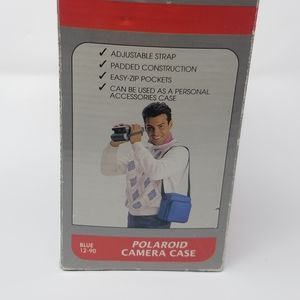 ✓ ADJUSTABLE STRAP
✓ PADDED CONSTRUCTION
✓ EASY-ZIP POCKETS
✓ CAN BE USED AS A PERSONAL
ACCESSORIES CASE
BLUE
12-90
POLAROID
CAMERA CASE